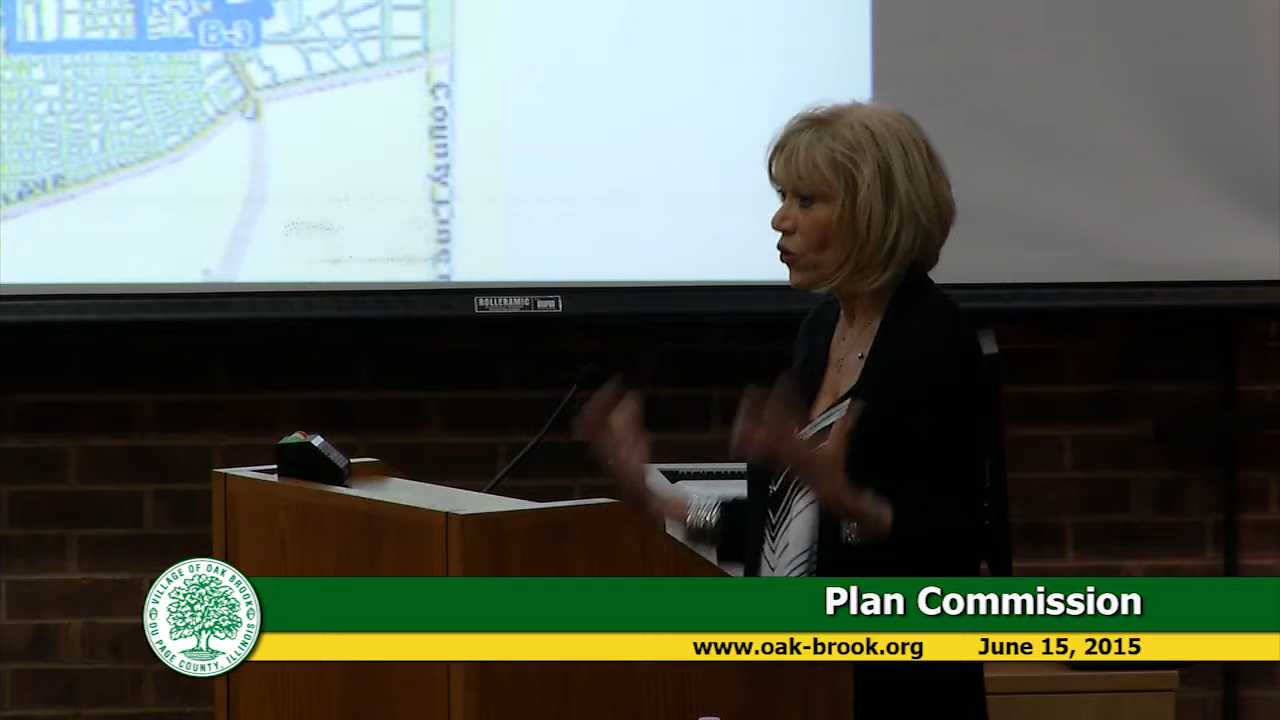 B-3
County Line
ROLLERAMIC
VILLAGE OF OAK BROOK
DU PAGE COUNTY, ILLINOIS
Plan Commission
www.oak-brook.org June 15, 2015